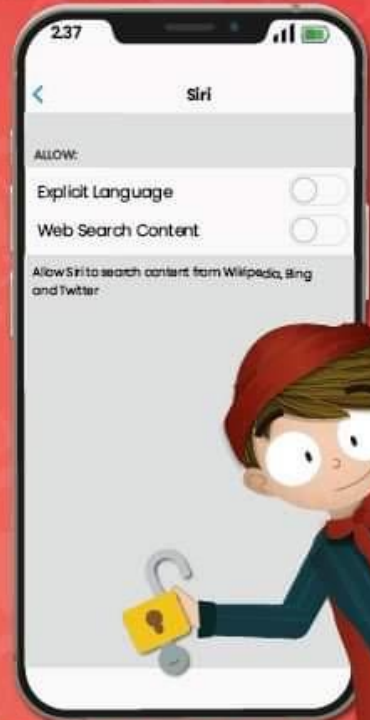 2.37
Siri
ALLOW:
Explicit Language
Web Search Content
Allow Siri to search content from Wikipedia, Bing
and Twitter